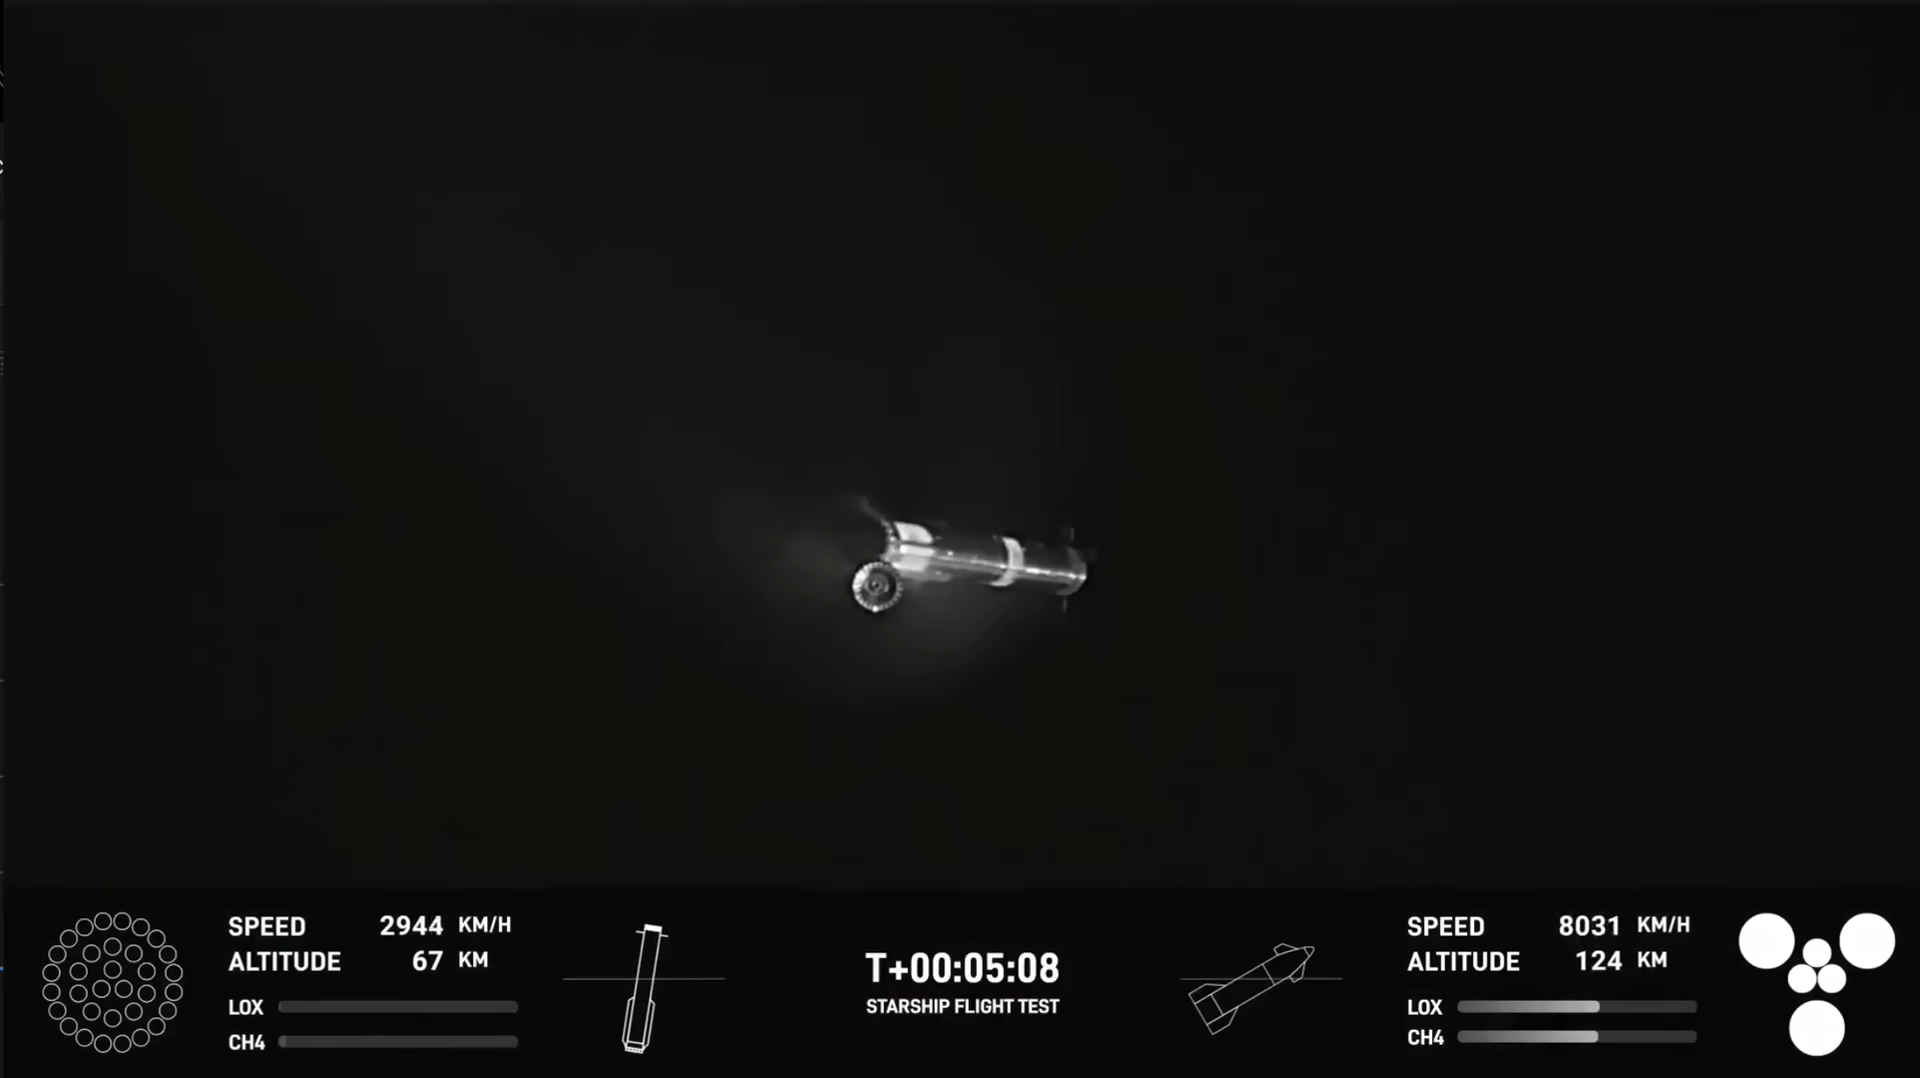 SPEED 2944 KM/H
ALTITUDE 67 KM
LOX
CH4
T+00:05:08
STARSHIP FLIGHT TEST
SPEED 8031 KM/H
ALTITUDE 124 KM
LOX
CH4